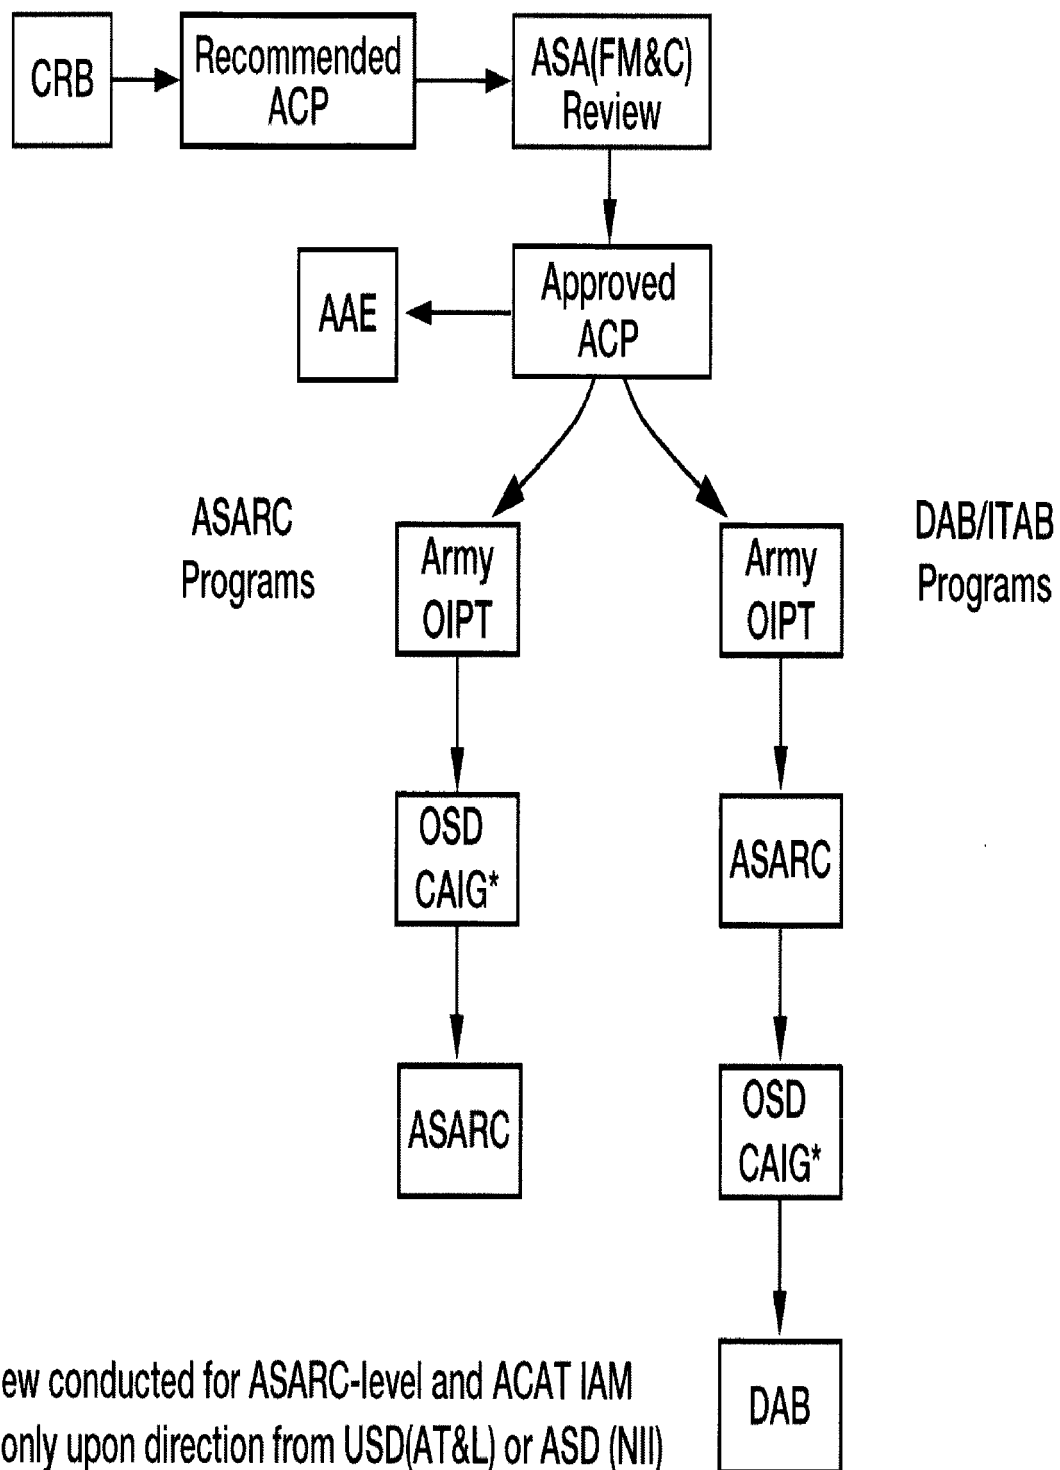 CRB
Recommended
ACP
ASA(FM&C)
Review
AAE
Approved
ACP
ASARC
Programs
Army
OIPT
Army
OIPT
DAB/ITAB
Programs
OSD
CAIG*
ASARC
ASARC
OSD
CAIG*
DAB
ew conducted for ASARC-level and ACAT IAM
only upon direction from USD(AT&L) or ASD (NII)